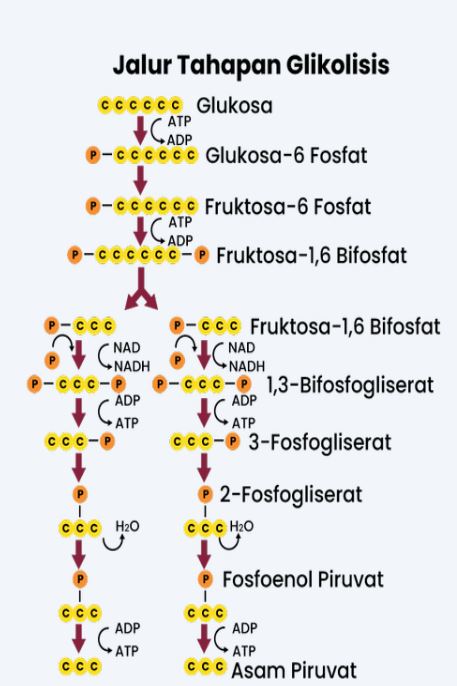 Jalur Tahapan Glikolisis
C C C C C C Glukosa
ATP
ADP
P C C C C C C Glukosa-6 Fosfat
P C C C C C C Fruktosa-6 Fosfat
ATP
ADP
P C C C C C C P Fruktosa-1,6 Bifosfat
P C C C P C C C Fruktosa-1,6 Bifosfat
P NAD P NAD
NADH NADH
P C C C P P C C C P 1,3-Bifosfogliserat
ADP ADP
ATP ATP
C C C P C C C P 3-Fosfogliserat
P P 2-Fosfogliserat
C C C H2O C C C H2O
P P Fosfoenol Piruvat
C C C C C C
ADP ADP
ATP ATP
C C C C C C Asam Piruvat